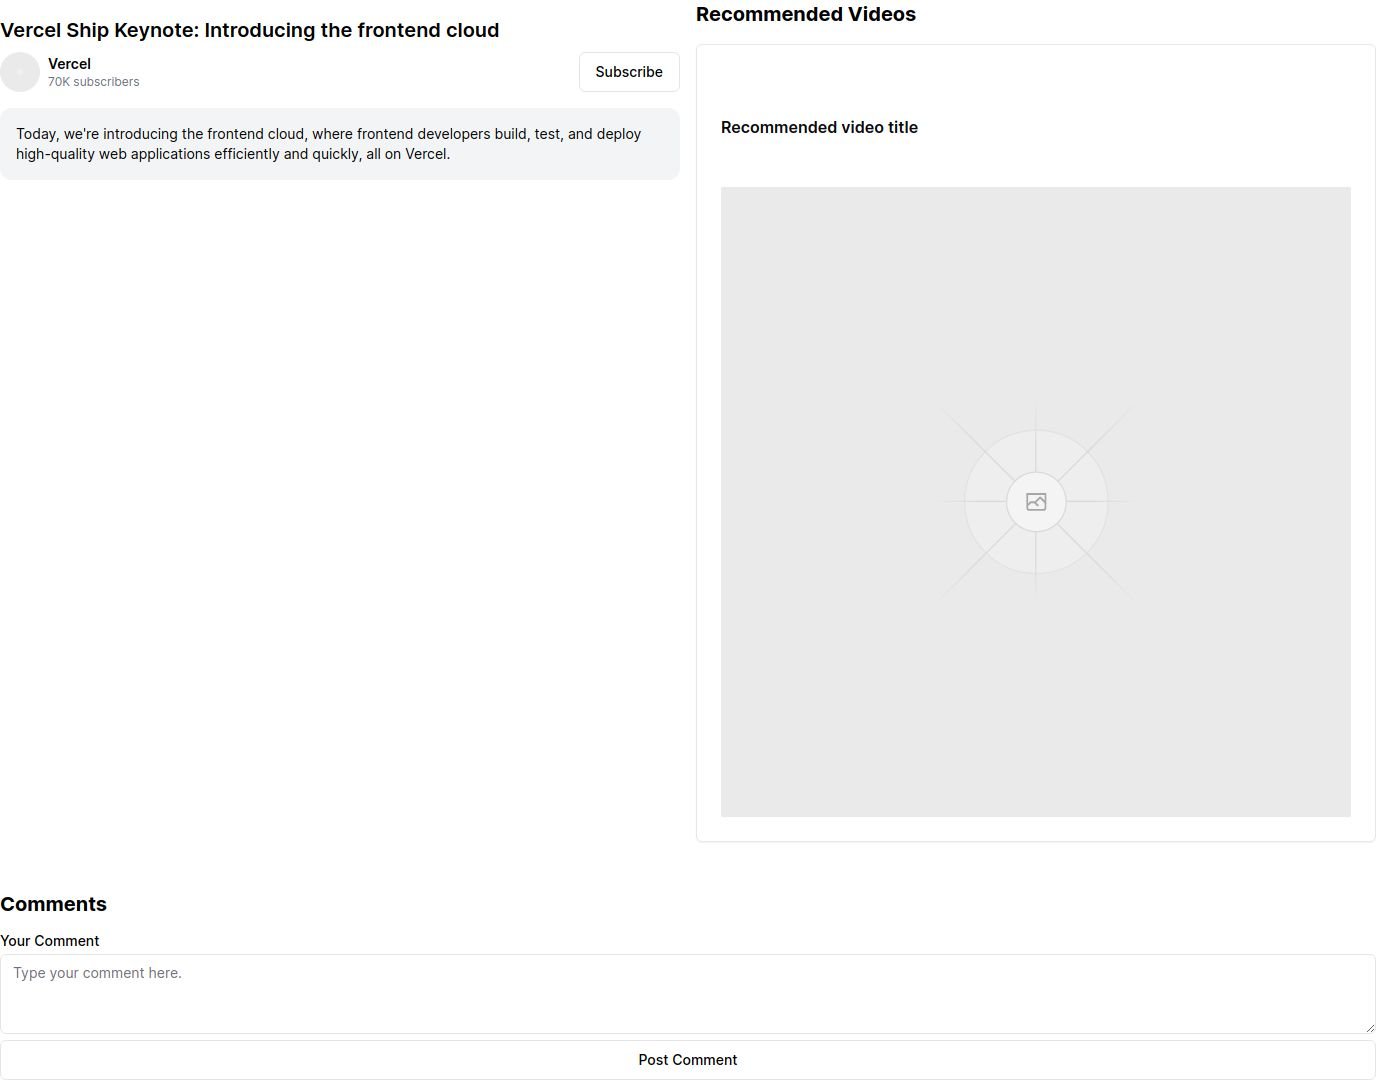 Vercel Ship Keynote: Introducing the frontend cloud
Vercel
70K subscribers
Subscribe
Today, we're introducing the frontend cloud, where frontend developers build, test, and deploy
high-quality web applications efficiently and quickly, all on Vercel.
Recommended Videos
Recommended video title
Comments
Your Comment
Type your comment here.
Post Comment